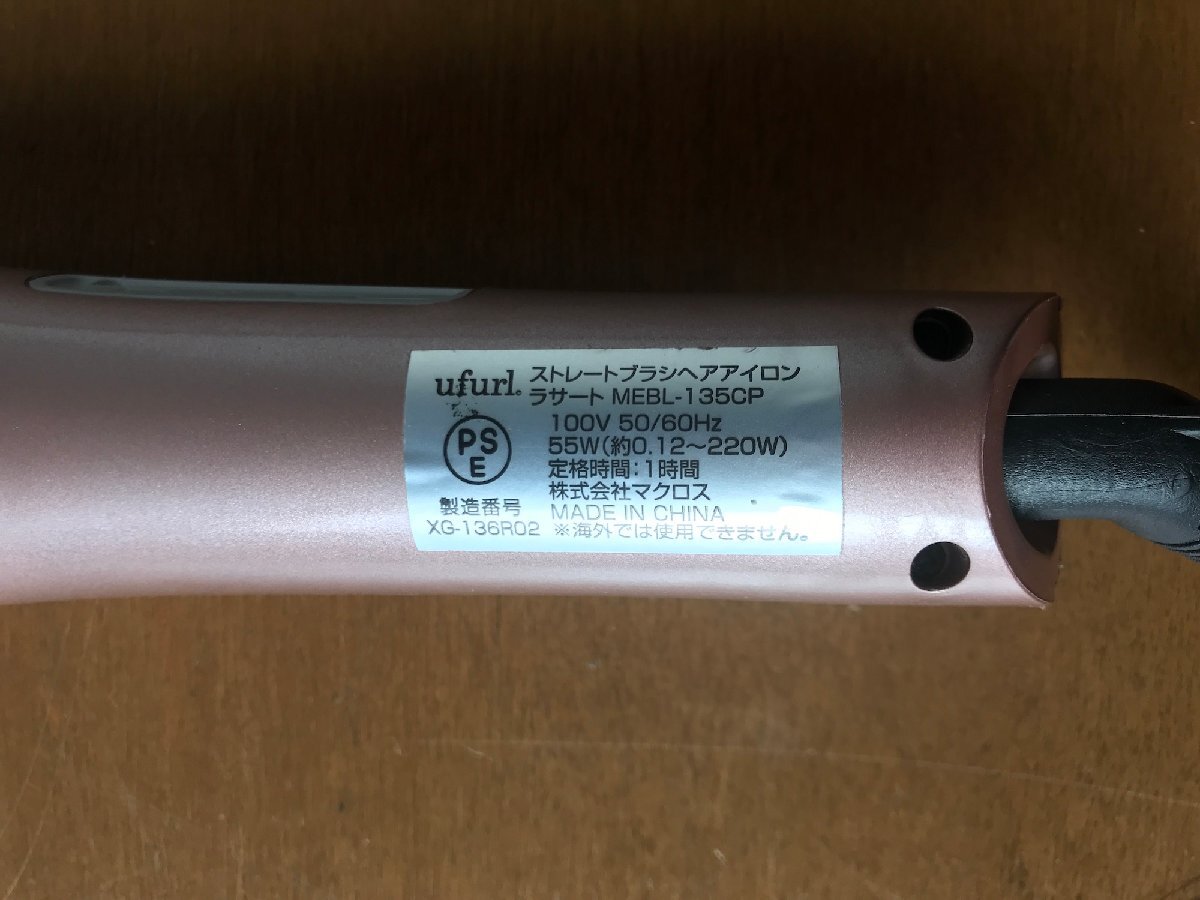 ufurl. ストレートブラシヘアアイロン
ラサート MEBL-135CP
100V 50/60Hz
55W(約0.12〜220W)
定格時間:1時間
株式会社マクロス
MADE IN CHINA
※海外では使用できません。
PS
E
製造番号
XG-136R02